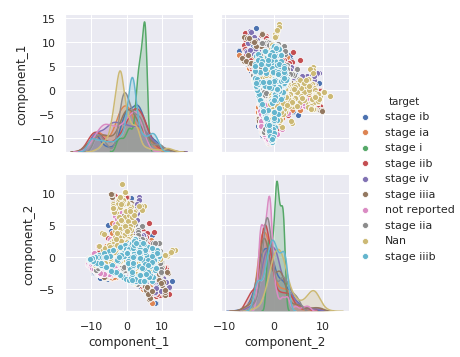 15
10
5
0
−5
−10
component_1
target
stage ib
stage ia
stage i
stage iib
stage iv
stage iiia
not reported
stage iia
Nan
stage iiib
10
5
0
−5
component_2
−10 0 10
−10 0 10
component_1 component_2